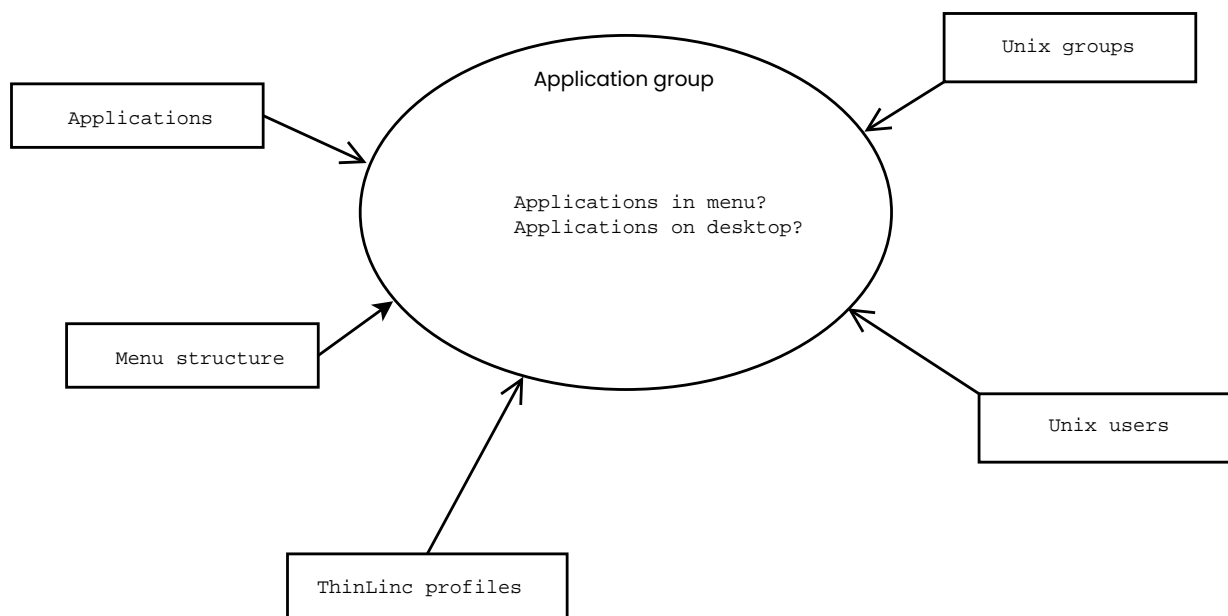 Unix groups
Application group
Applications
Applications in menu?
Applications on desktop?
Menu structure
Unix users
ThinLinc profiles